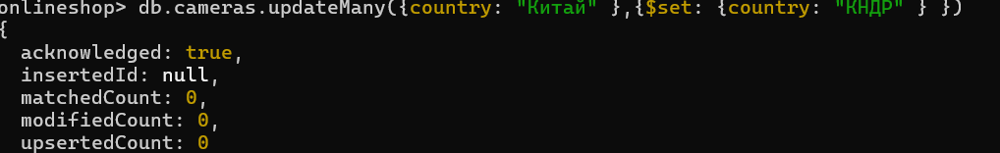 onlineshop> db.cameras.updateMany({country: "Китай" },{$set: {country: "КНДР" } })
{
  acknowledged: true,
  insertedId: null,
  matchedCount: 0,
  modifiedCount: 0,
  upsertedCount: 0